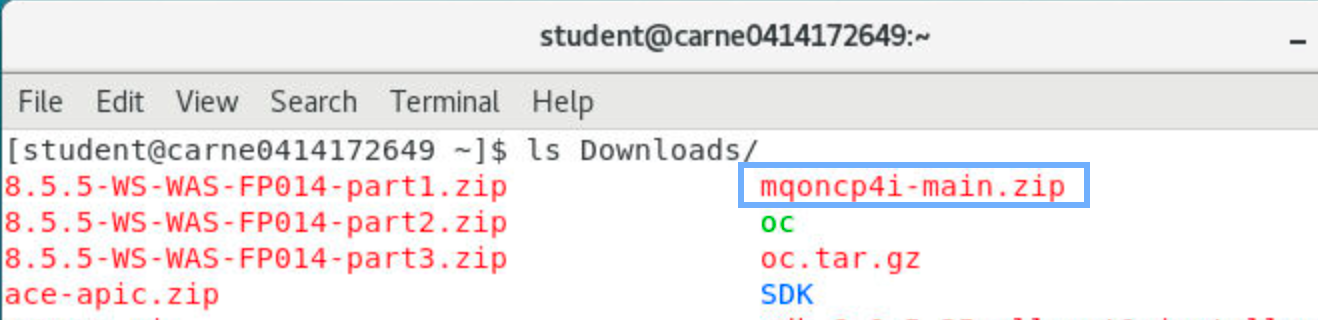 student@carne0414172649:~
File Edit View Search Terminal Help
[student@carne0414172649 ~]$ ls Downloads/
8.5.5-WS-WAS-FP014-part1.zip mqoncp4i-main.zip
8.5.5-WS-WAS-FP014-part2.zip oc
8.5.5-WS-WAS-FP014-part3.zip oc.tar.gz
ace-apic.zip SDK